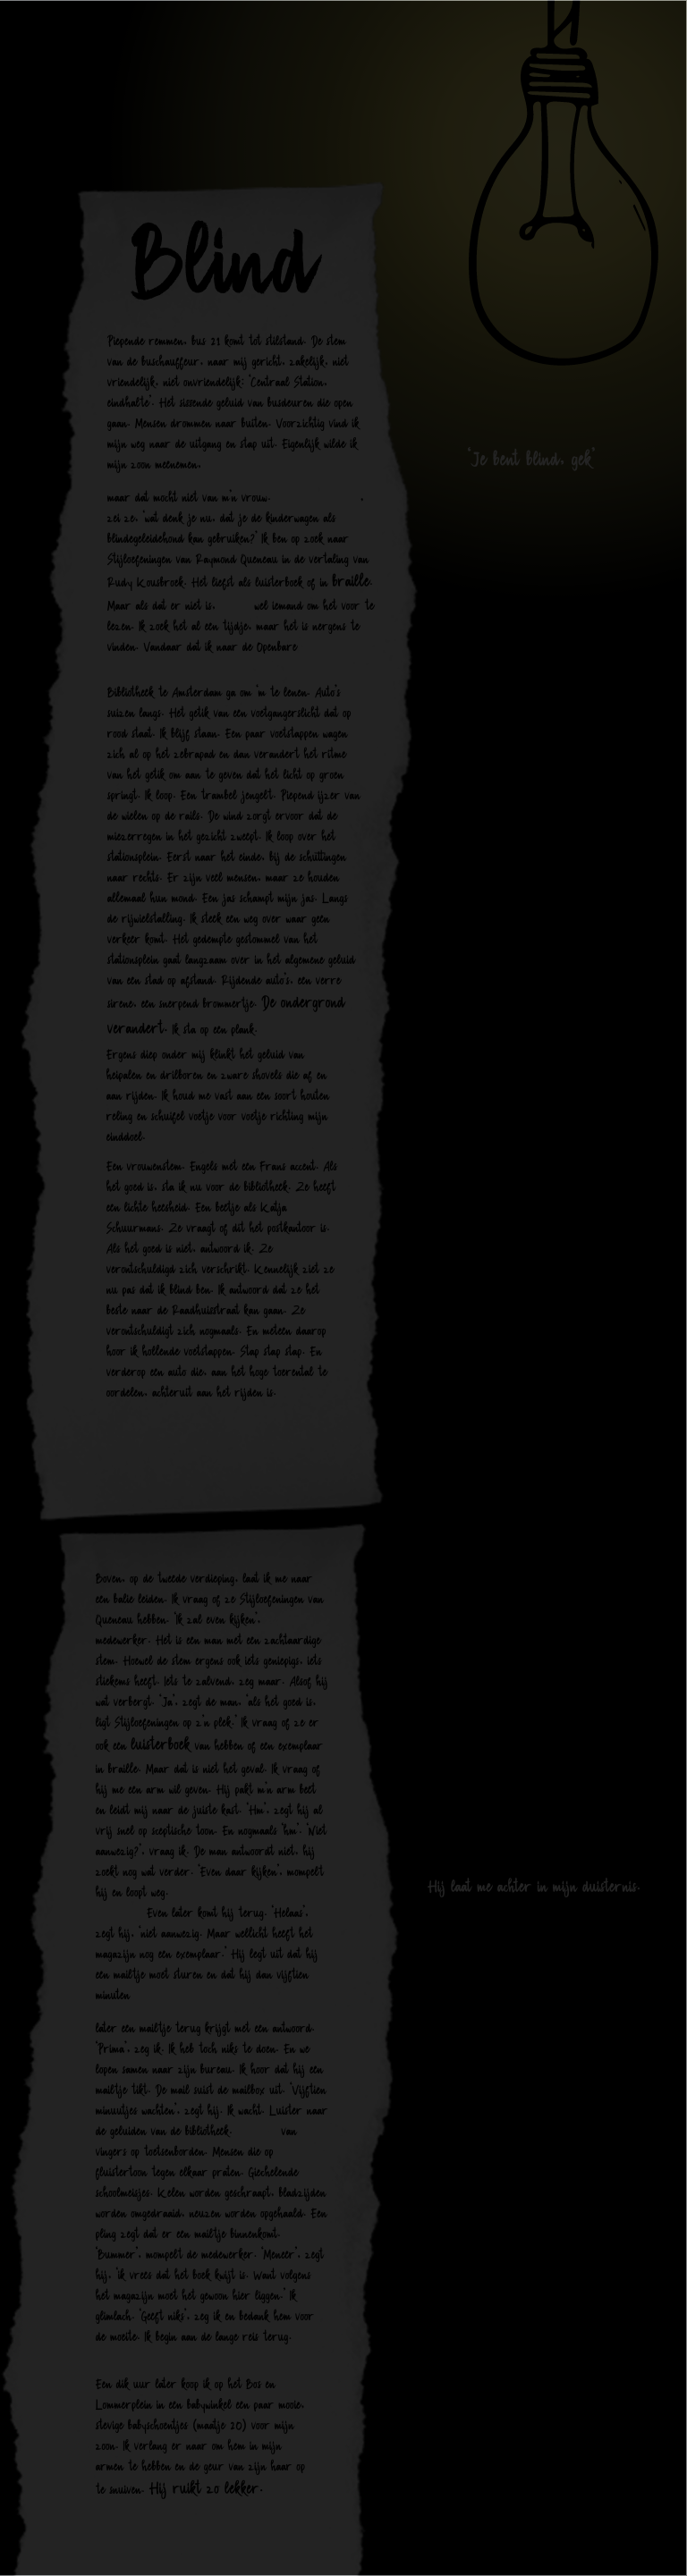 Blind
Piepende remmen, bus 21 komt tot stilstand. De stem
van de buschauffeur, naar mij gericht, zakelijk, niet
vriendelijk, niet onvriendelijk: 'Centraal Station,
eindhalte'. Het sissende geluid van busdeuren die open
gaan. Mensen drommen naar buiten. Voorzichtig vind ik
mijn weg naar de uitgang en stap uit. Eigenlijk wilde ik
mijn zoon meenemen,
'Je bent blind, gek'
maar dat mocht niet van m'n vrouw. ,
zei ze, 'wat denk je nu, dat je de kinderwagen als
blindegeleidehond kan gebruiken?' Ik ben op zoek naar
Stijloefeningen van Raymond Queneau in de vertaling van
Rudy Kousbroek. Het liefst als luisterboek of in braille.
Maar als dat er niet is, wel iemand om het voor te
lezen. Ik zoek het al een tijdje, maar het is nergens te
vinden. Vandaar dat ik naar de Openbare
Bibliotheek te Amsterdam ga om 'm te lenen. Auto's
suizen langs. Het getik van een voetgangerslicht dat op
rood staat. Ik blijf staan. Een paar voetstappen wagen
zich al op het zebrapad en dan verandert het ritme
van het getik om aan te geven dat het licht op groen
springt. Ik loop. Een trambel jengelt. Piepend ijzer van
de wielen op de rails. De wind zorgt ervoor dat de
miezerregen in het gezicht zweept. Ik loop over het
stationsplein. Eerst naar het einde, bij de schuttingen
naar rechts. Er zijn veel mensen, maar ze houden
allemaal hun mond. Een jas schampt mijn jas. Langs
de rijwielstalling. Ik steek een weg over waar geen
verkeer komt. Het gedempte gestommel van het
stationsplein gaat langzaam over in het algemene geluid
van een stad op afstand. Rijdende auto's, een verre
sirene, een snerpend brommertje. De ondergrond
verandert. Ik sta op een plank.
Ergens diep onder mij klinkt het geluid van
heipalen en drilboren en zware shovels die af en
aan rijden. Ik houd me vast aan een soort houten
reling en schuifel voetje voor voetje richting mijn
einddoel.
Een vrouwenstem. Engels met een Frans accent. Als
het goed is, sta ik nu voor de bibliotheek. Ze heeft
een lichte heesheid. Een beetje als Katja
Schuurmans. Ze vraagt of dit het postkantoor is.
Als het goed is niet, antwoord ik. Ze
verontschuldigd zich verschrikt. Kennelijk ziet ze
nu pas dat ik blind ben. Ik antwoord dat ze het
beste naar de Raadhuisstraat kan gaan. Ze
verontschuldigt zich nogmaals. En meteen daarop
hoor ik hollende voetstappen. Stap stap stap. En
verderop een auto die, aan het hoge toerental te
oordelen, achteruit aan het rijden is.
Boven, op de tweede verdieping, laat ik me naar
een balie leiden. Ik vraag of ze Stijloefeningen van
Queneau hebben. 'Ik zal even kijken',
medewerker. Het is een man met een zachtaardige
stem. Hoewel de stem ergens ook iets geniepigs, iets
stiekems heeft. Iets te zalvend, zeg maar. Alsof hij
wat verbergt. 'Ja', zegt de man, 'als het goed is,
ligt Stijloefeningen op z'n plek.' Ik vraag of ze er
ook een luisterboek van hebben of een exemplaar
in braille. Maar dat is niet het geval. Ik vraag of
hij me een arm wil geven. Hij pakt m'n arm beet
en leidt mij naar de juiste kast. 'Hm', zegt hij al
vrij snel op sceptische toon. En nogmaals 'hm'. 'Niet
aanwezig?', vraag ik. De man antwoordt niet, hij
zoekt nog wat verder. 'Even daar kijken', mompelt
hij en loopt weg.
Hij laat me achter in mijn duisternis.
Even later komt hij terug. 'Helaas',
zegt hij, 'niet aanwezig. Maar wellicht heeft het
magazijn nog een exemplaar.' Hij legt uit dat hij
een mailtje moet sturen en dat hij dan vijftien
minuten
later een mailtje terug krijgt met een antwoord.
'Prima', zeg ik. Ik heb toch niks te doen. En we
lopen samen naar zijn bureau. Ik hoor dat hij een
mailtje tikt. De mail suist de mailbox uit. 'Vijftien
minuutjes wachten', zegt hij. Ik wacht. Luister naar
de geluiden van de bibliotheek. van
vingers op toetsenborden. Mensen die op
fluistertoon tegen elkaar praten. Giechelende
schoolmeisjes. Kelen worden geschraapt, bladzijden
worden omgedraaid, neuzen worden opgehaald. Een
pling zegt dat er een mailtje binnenkomt.
'Bummer', mompelt de medewerker. 'Meneer', zegt
hij, 'ik vrees dat het boek kwijt is. Want volgens
het magazijn moet het gewoon hier liggen.' Ik
glimlach. 'Geeft niks', zeg ik en bedank hem voor
de moeite. Ik begin aan de lange reis terug.
Een dik uur later koop ik op het Bos en
Lommerplein in een babywinkel een paar mooie,
stevige babyschoentjes (maatje 20) voor mijn
zoon. Ik verlang er naar om hem in mijn
armen te hebben en de geur van zijn haar op
te snuiven. Hij ruikt zo lekker.